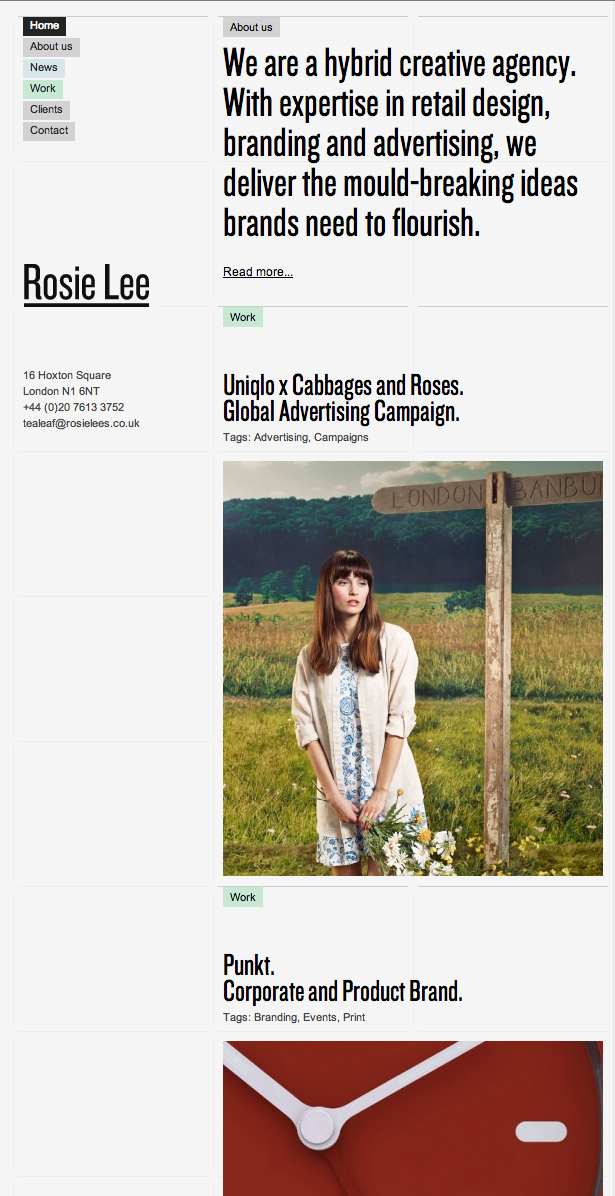 Home
About us
News
Work
Clients
Contact
Rosie Lee
16 Hoxton Square
London N1 6NT
+44 (0)20 7613 3752
tealeaf@rosielees.co.uk
About us
We are a hybrid creative agency.
With expertise in retail design,
branding and advertising, we
deliver the mould-breaking ideas
brands need to flourish.
Read more...
Work
Uniqlo x Cabbages and Roses.
Global Advertising Campaign.
Tags: Advertising, Campaigns
LONDON BANBU
Work
Punkt.
Corporate and Product Brand.
Tags: Branding, Events, Print